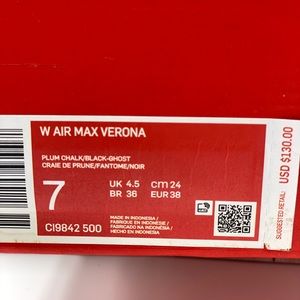 W AIR MAX VERONA
PLUM CHALK/BLACK-GHOST
CRAIE DE PRUNE/FANTOME/NOIR
7
UK 4.5 cm 24
BR 36 EUR 38
MADE IN INDONESIA /
FABRIQUE EN INDONESIE /
FABRICADO NA INDONÉSIA /
HECHO EN INDONESIA
CI9842 500
SUGGESTED RETAIL:
USD $130.00